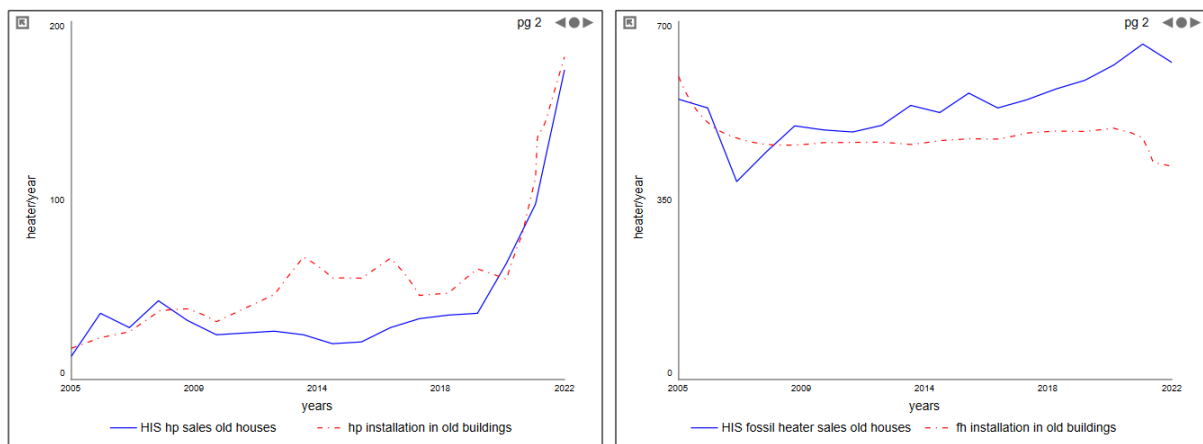 pg 2
200
100
0
heater/year
2005 2009 2014 2018 2022
years
HIS hp sales old houses hp installation in old buildings
pg 2
700
350
0
heater/year
2005 2009 2014 2018 2022
years
HIS fossil heater sales old houses fh installation in old buildings